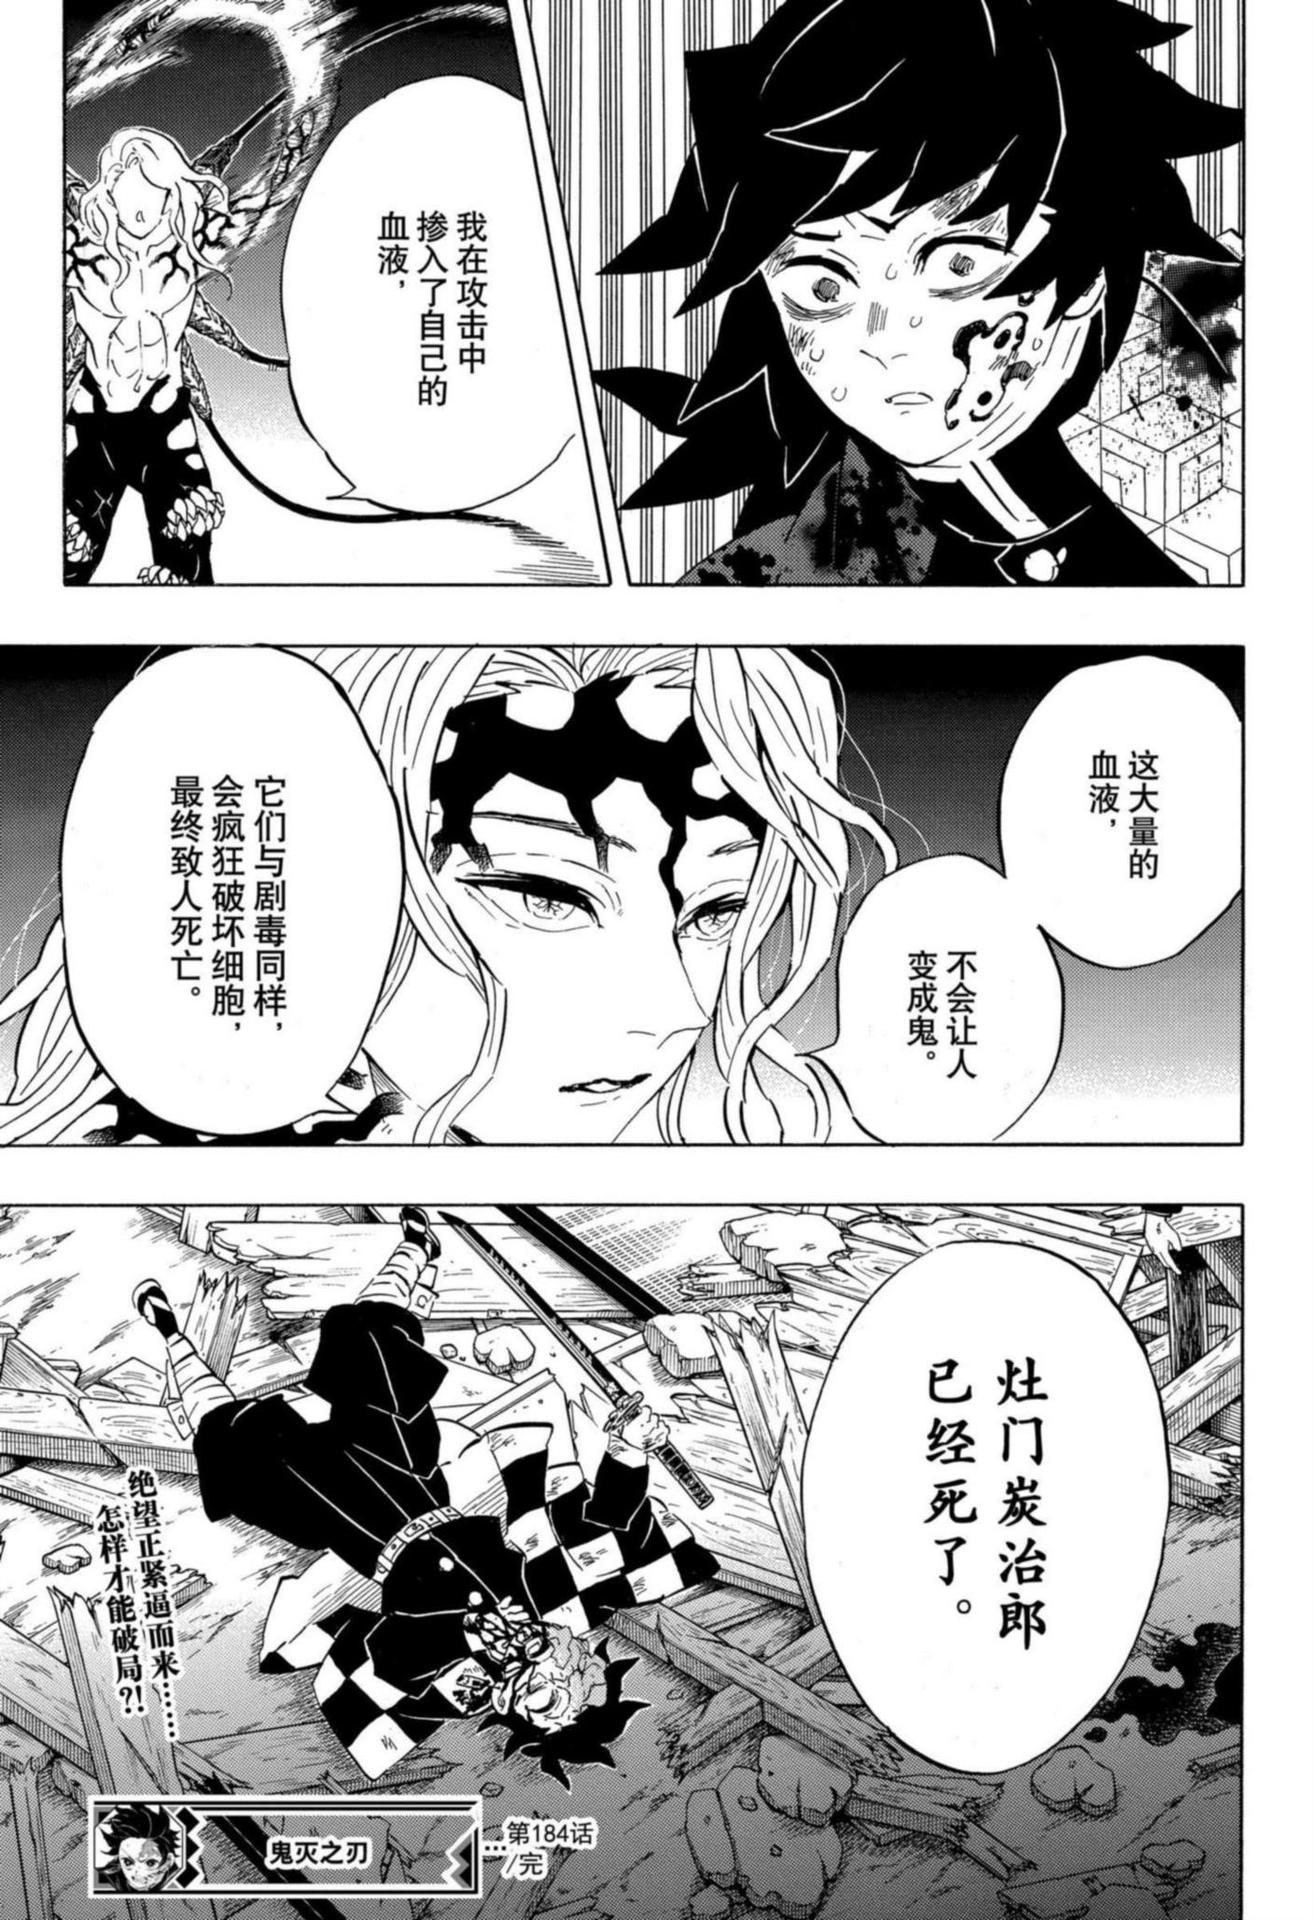 我在攻击中
掺入了自己的
血液，
这大量的
血液，
不会让人
变成鬼。
它们与剧毒同样，
会疯狂破坏细胞，
最终致人死亡。
灶门炭治郎
已经死了。
绝望正紧逼而来……
怎样才能破局?!
鬼灭之刃
…第184话
/完